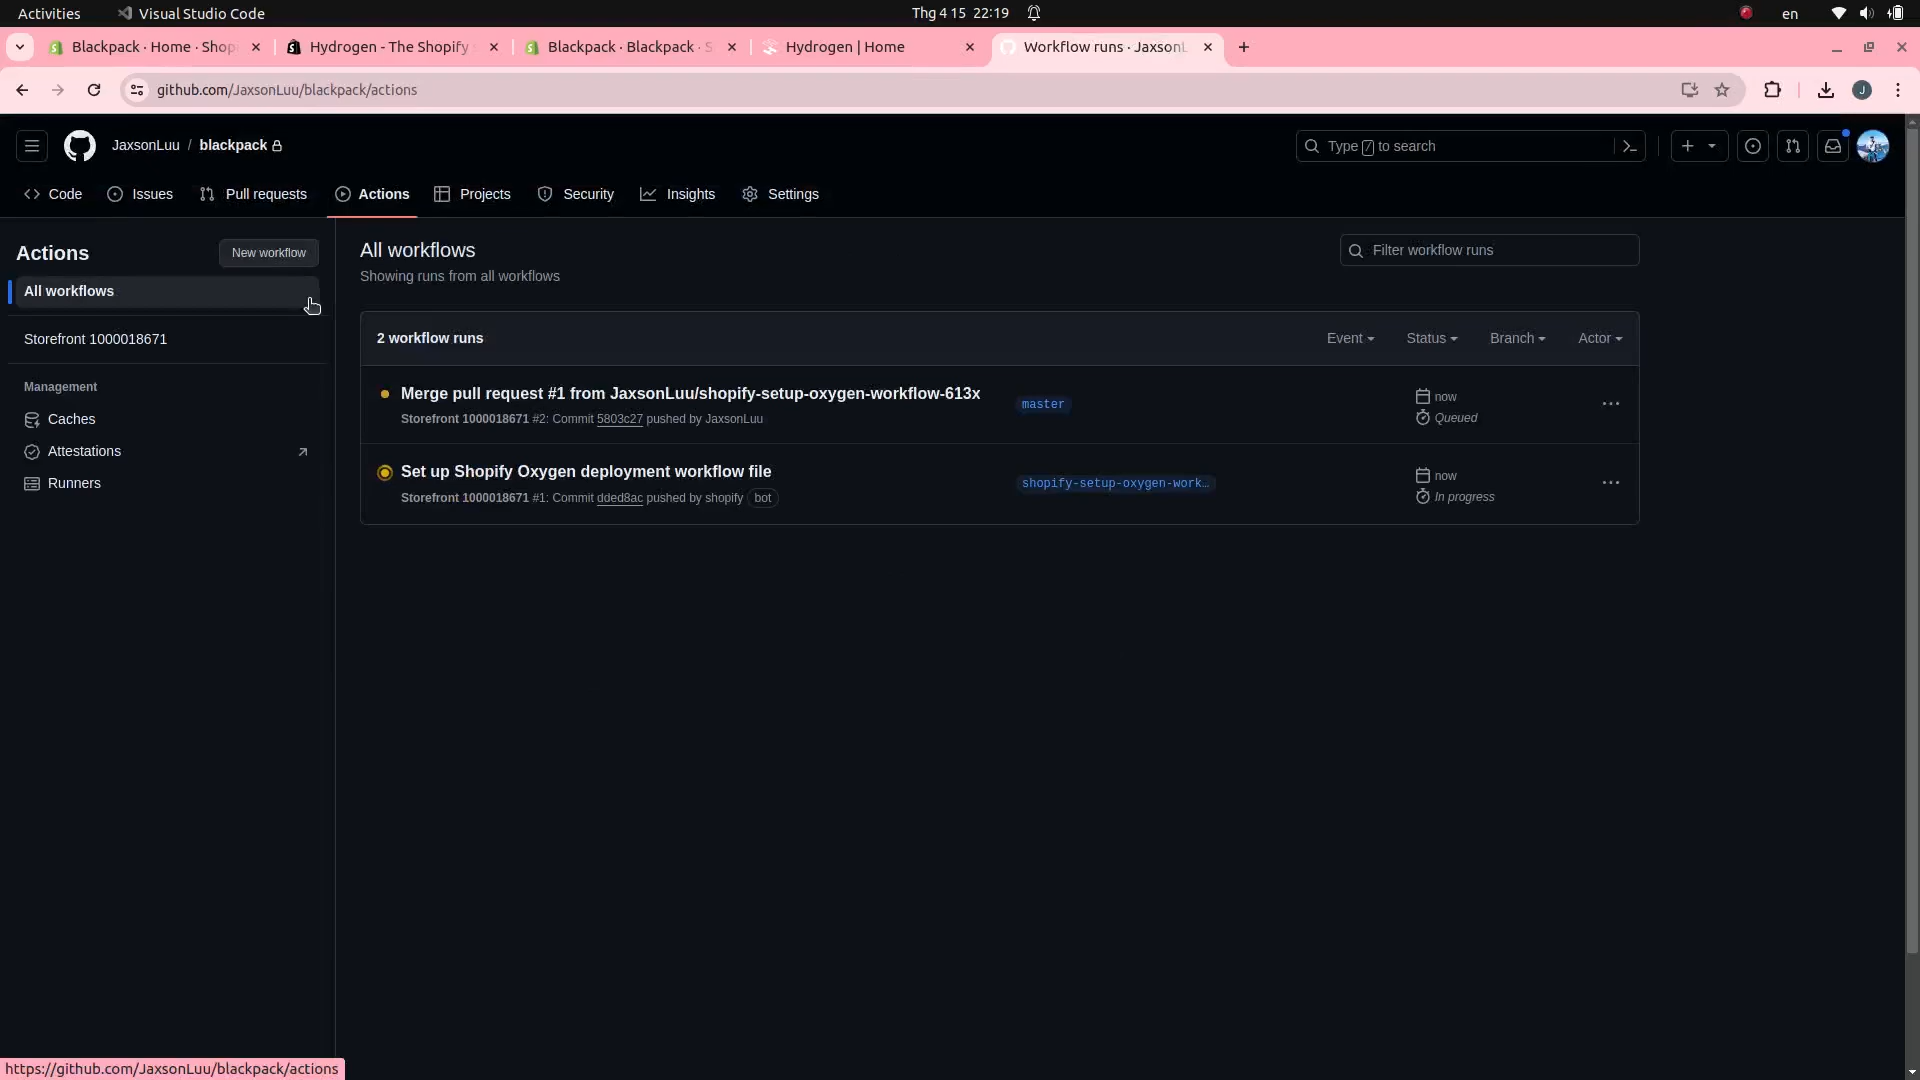 Activities
Visual Studio Code
Thg 4 15 22:19
en
Blackpack · Home · Shop
Hydrogen - The Shopify
Blackpack · Blackpack · S
Hydrogen | Home
Workflow runs · JaxsonL
github.com/JaxsonLuu/blackpack/actions
J
JaxsonLuu / blackpack
Type / to search
Code
Issues
Pull requests
Actions
Projects
Security
Insights
Settings
Actions
New workflow
All workflows
Storefront 1000018671
Management
Caches
Attestations
Runners
All workflows
Showing runs from all workflows
Filter workflow runs
2 workflow runs
Event
Status
Branch
Actor
Merge pull request #1 from JaxsonLuu/shopify-setup-oxygen-workflow-613x
Storefront 1000018671 #2: Commit 5803c27 pushed by JaxsonLuu
master
now
Queued
Set up Shopify Oxygen deployment workflow file
Storefront 1000018671 #1: Commit dded8ac pushed by shopify bot
shopify-setup-oxygen-work…
now
In progress
https://github.com/JaxsonLuu/blackpack/actions